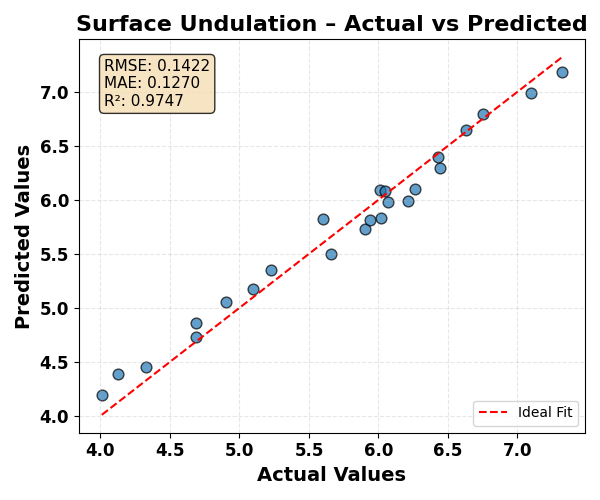 Surface Undulation – Actual vs Predicted
RMSE: 0.1422
MAE: 0.1270
R²: 0.9747
Predicted Values
7.0
6.5
6.0
5.5
5.0
4.5
4.0
Ideal Fit
4.0 4.5 5.0 5.5 6.0 6.5 7.0
Actual Values